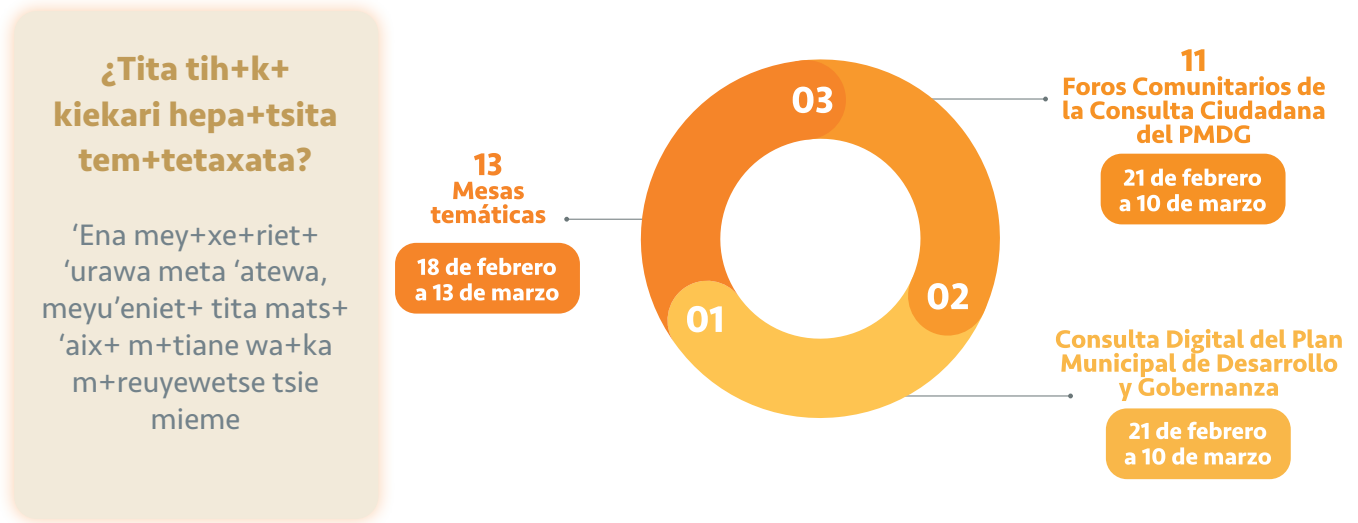 ¿Tita tih+k+
kiekari hepa+tsita
tem+tetaxata?
‘Ena mey+xe+riet+
‘urawa meta ‘atewa,
meyu’eniet+ tita mats+
‘aix+ m+tiane wa+ka
m+reuyewetse tsie
mieme
13
Mesas
temáticas
18 de febrero
a 13 de marzo
03
01
02
11
Foros Comunitarios de
la Consulta Ciudadana
del PMDG
21 de febrero
a 10 de marzo
Consulta Digital del Plan
Municipal de Desarrollo
y Gobernanza
21 de febrero
a 10 de marzo